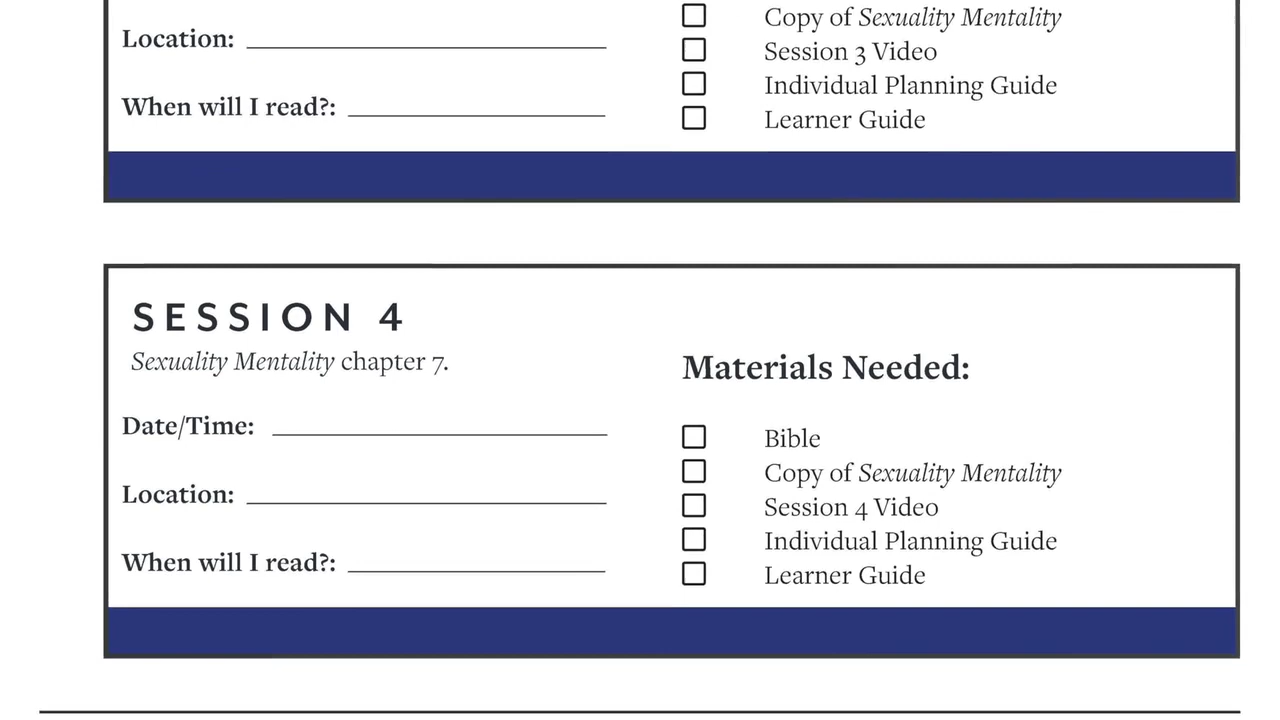 Location:
When will I read?:
Copy of Sexuality Mentality
Session 3 Video
Individual Planning Guide
Learner Guide
SESSION 4
Sexuality Mentality chapter 7.
Date/Time:
Location:
When will I read?:
Materials Needed:
Bible
Copy of Sexuality Mentality
Session 4 Video
Individual Planning Guide
Learner Guide